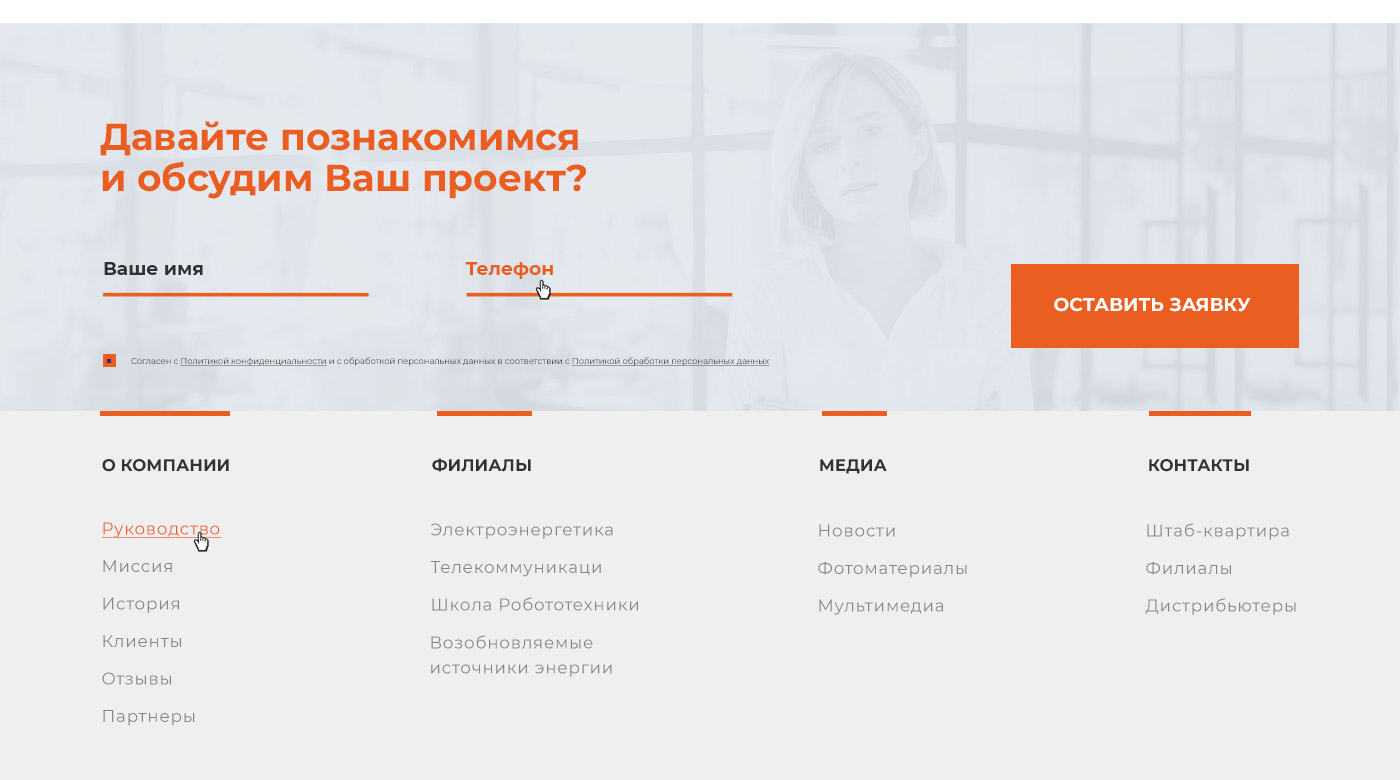 Давайте познакомимся
и обсудим Ваш проект?
Ваше имя
Телефон
ОСТАВИТЬ ЗАЯВКУ
Согласен с Политикой конфиденциальности и с обработкой персональных данных в соответствии с Политикой обработки персональных данных
О КОМПАНИИ
Руководство
Миссия
История
Клиенты
Отзывы
Партнеры
ФИЛИАЛЫ
Электроэнергетика
Телекоммуникаци
Школа Робототехники
Возобновляемые
источники энергии
МЕДИА
Новости
Фотоматериалы
Мультимедиа
КОНТАКТЫ
Штаб-квартира
Филиалы
Дистрибьютеры